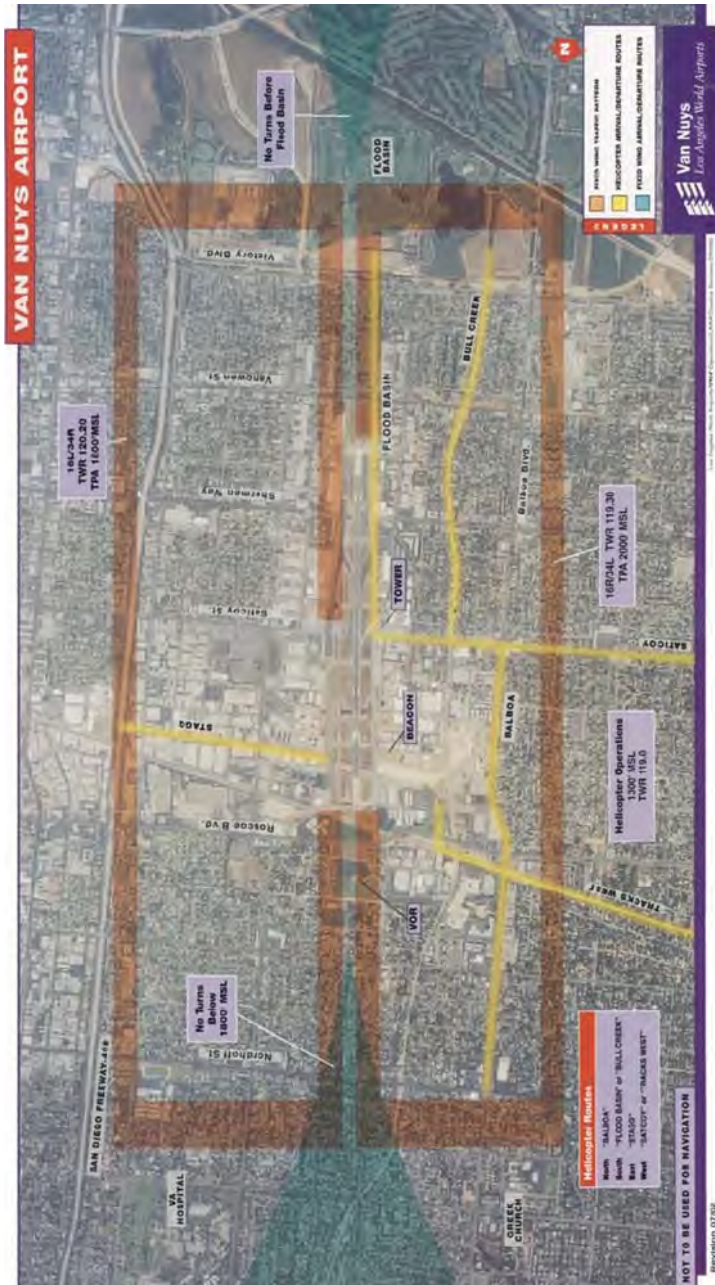 VAN NUYS AIRPORT
No Turns Before
Flood Basin
FLOOD
BASIN
Victory Blvd.
Vanowen St.
Sherman Way
Saticoy St.
16L/34R
TWR 120.20
TPA 1800' MSL
FLOOD BASIN
BULL CREEK
Balboa Blvd.
TOWER
16R/34L TWR 119.30
TPA 2000 MSL
SATICOY
STAGG
BEACON
BALBOA
Helicopter Operations
1300' MSL
TWR 119.0
Roscoe Blvd.
VOR
TRACKS WEST
No Turns
Below
1800' MSL
Nordhoff St.
SAN DIEGO FREEWAY-405
VA
HOSPITAL
GREEK
CHURCH
N
LEGEND
FIXED WING TRAFFIC PATTERN
HELICOPTER ARRIVAL/DEPARTURE ROUTES
FIXED WING ARRIVAL/DEPARTURE ROUTES
Van Nuys
Los Angeles World Airports
Helicopter Routes
North "BALBOA"
South "FLOOD BASIN" or "BULL CREEK"
East "STAGG"
West "SATICOY" or "TRACKS WEST"
NOT TO BE USED FOR NAVIGATION
Revision